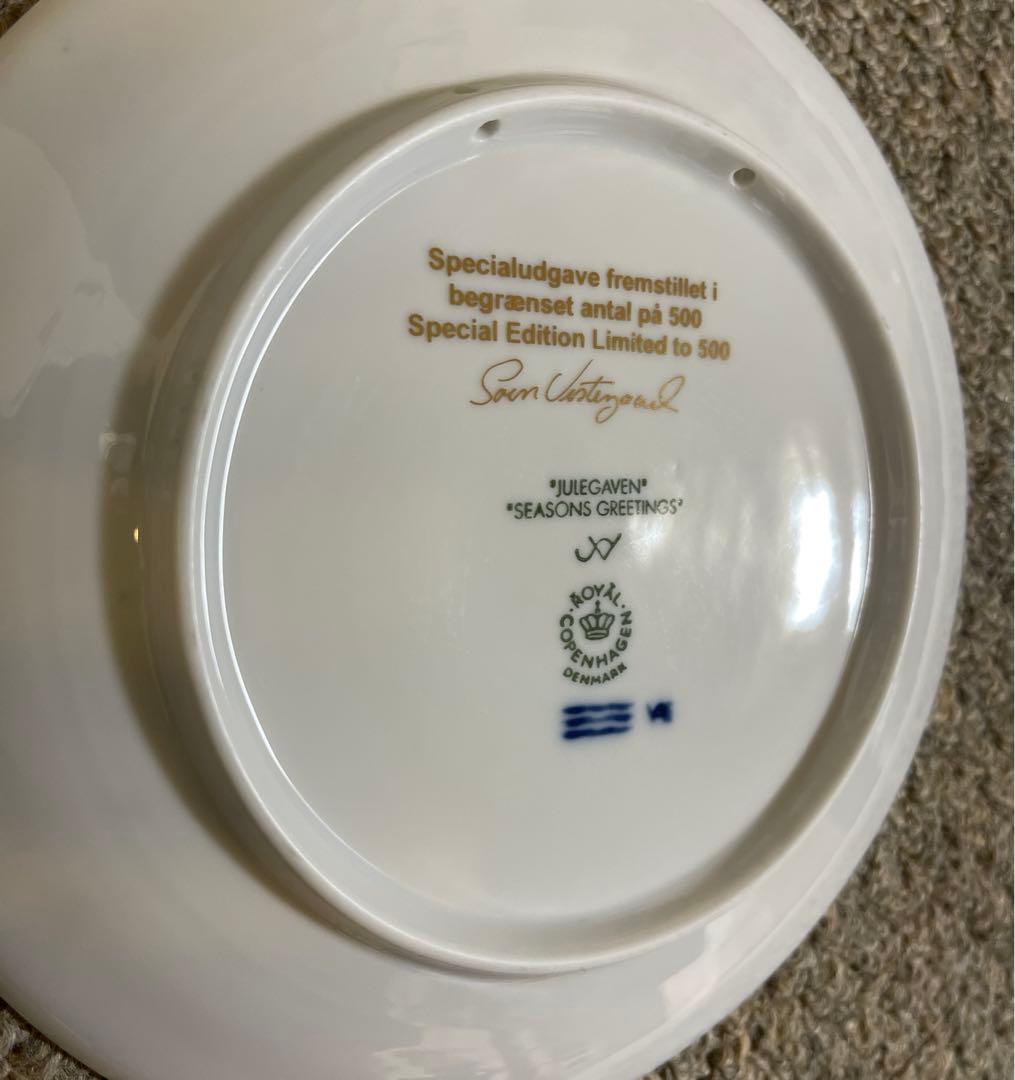 Specialudgave fremstillet i
begrænset antal på 500
Special Edition Limited to 500
"JULEGAVEN"
"SEASONS GREETINGS"
ROYAL
COPENHAGEN
DENMARK